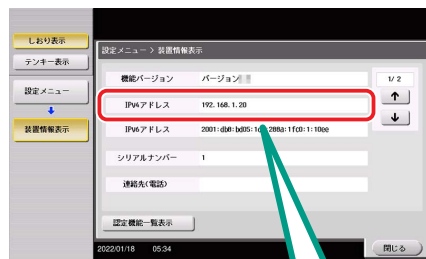 しおり表示
テンキー表示
設定メニュー
装置情報表示
設定メニュー > 装置情報表示
機能バージョン バージョン
1/ 2
IPv4アドレス 192.168.1.20
IPv6アドレス 2001:db8:bd05:1d 288a:1fc0:1:10ee
シリアルナンバー 1
連絡先(電話)
認定機能一覧表示
2022/01/18 05:34
閉じる